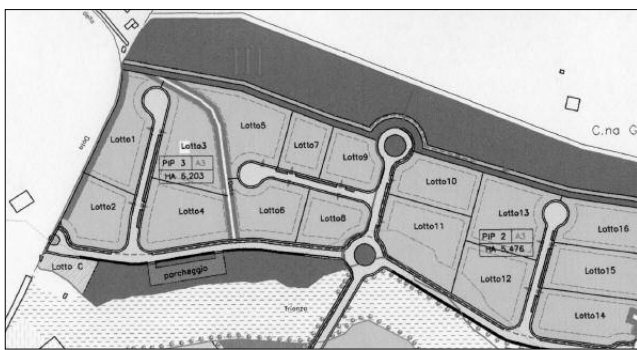 della
C.na G
Lotto1
Lotto3
Lotto5
Lotto7
Lotto9
PIP 3 A3
HA 6,203
Lotto10
Lotto2
Lotto4
Lotto6
Lotto8
Lotto11
Lotto13
Lotto16
PIP 2 A3
HA 5,476
Lotto12
Lotto15
Lotto14
Lotto C
parcheggio